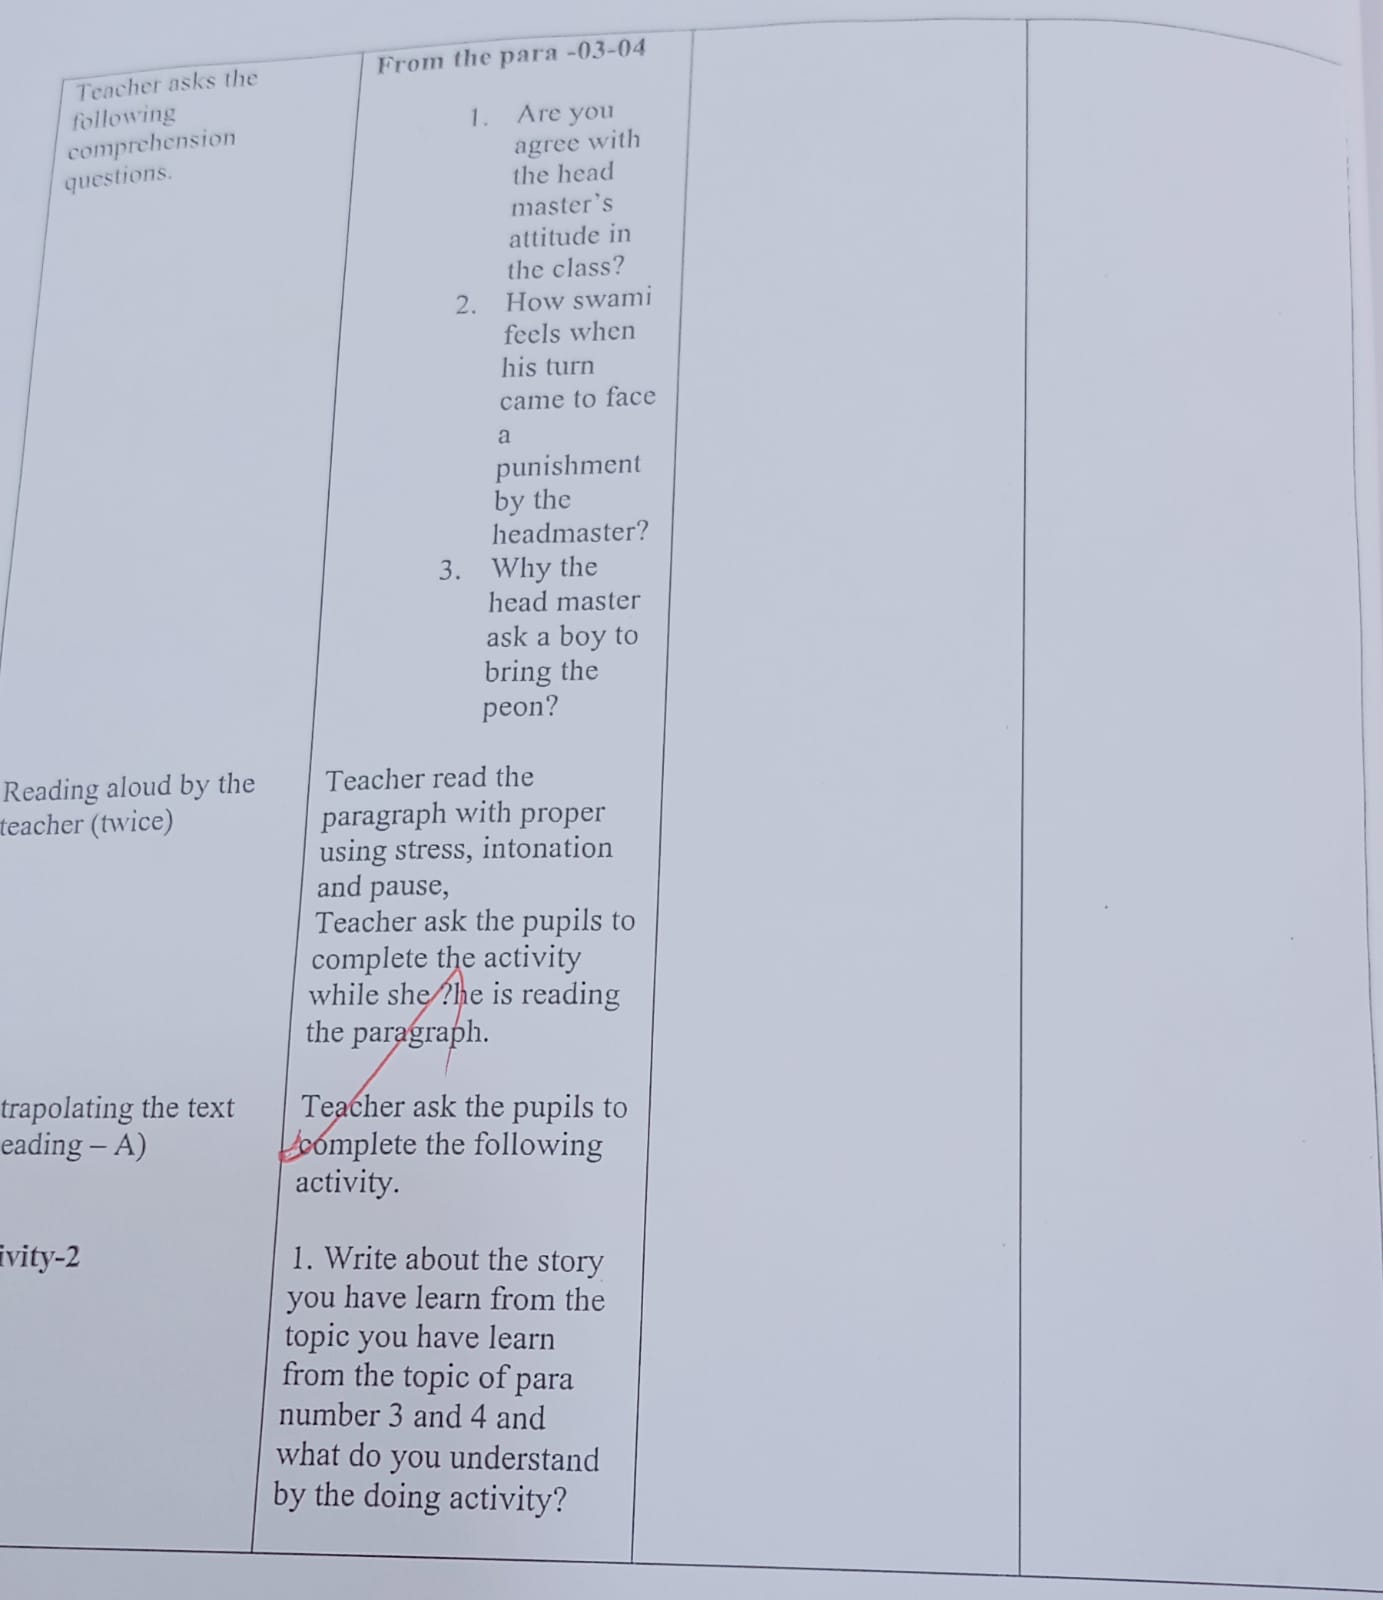 Teacher asks the
following
comprehension
questions.
From the para -03-04
1. Are you
agree with
the head
master's
attitude in
the class?
2. How swami
feels when
his turn
came to face
a
punishment
by the
headmaster?
3. Why the
head master
ask a boy to
bring the
peon?
Reading aloud by the
teacher (twice)
Teacher read the
paragraph with proper
using stress, intonation
and pause,
Teacher ask the pupils to
complete the activity
while she ?he is reading
the paragraph.
trapolating the text
eading – A)
Teacher ask the pupils to
complete the following
activity.
ivity-2
1. Write about the story
you have learn from the
topic you have learn
from the topic of para
number 3 and 4 and
what do you understand
by the doing activity?